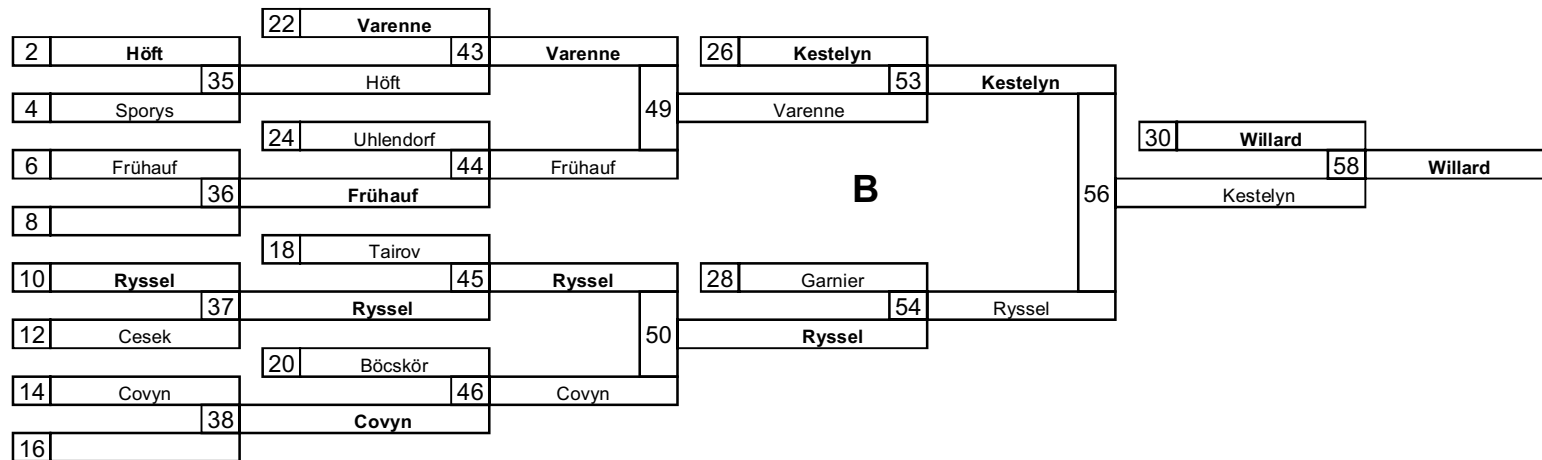 22 Varenne
2 Höft 43 Varenne 26 Kestelyn
35 Höft 53 Kestelyn
4 Sporys 49 Varenne
24 Uhlendorf 30 Willard
6 Frühauf 44 Frühauf 58 Willard
36 Frühauf B 56 Kestelyn
8
18 Tairov
10 Ryssel 45 Ryssel 28 Garnier
37 Ryssel 54 Ryssel
12 Cesek 50 Ryssel
20 Böcskör
14 Covyn 46 Covyn
38 Covyn
16